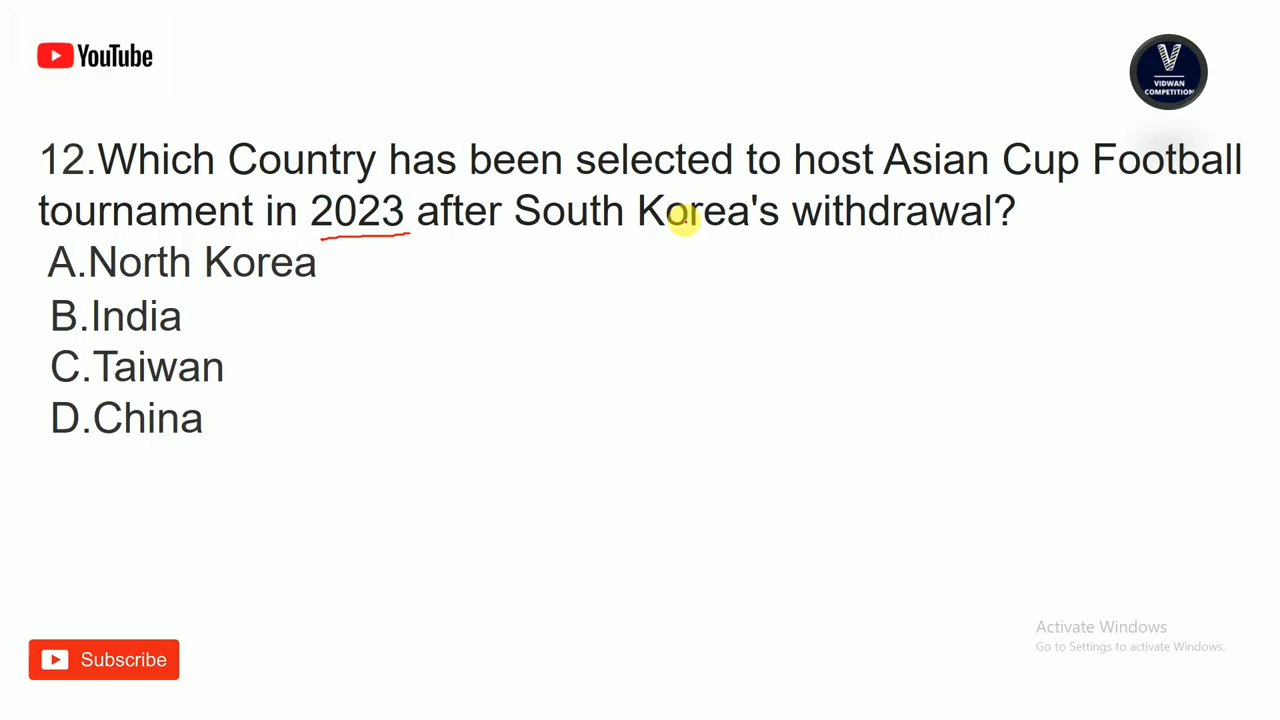 YouTube
V
VIDWAN
COMPETITION
12.Which Country has been selected to host Asian Cup Football
tournament in 2023 after South Korea's withdrawal?
A.North Korea
B.India
C.Taiwan
D.China
Activate Windows
Go to Settings to activate Windows.
Subscribe